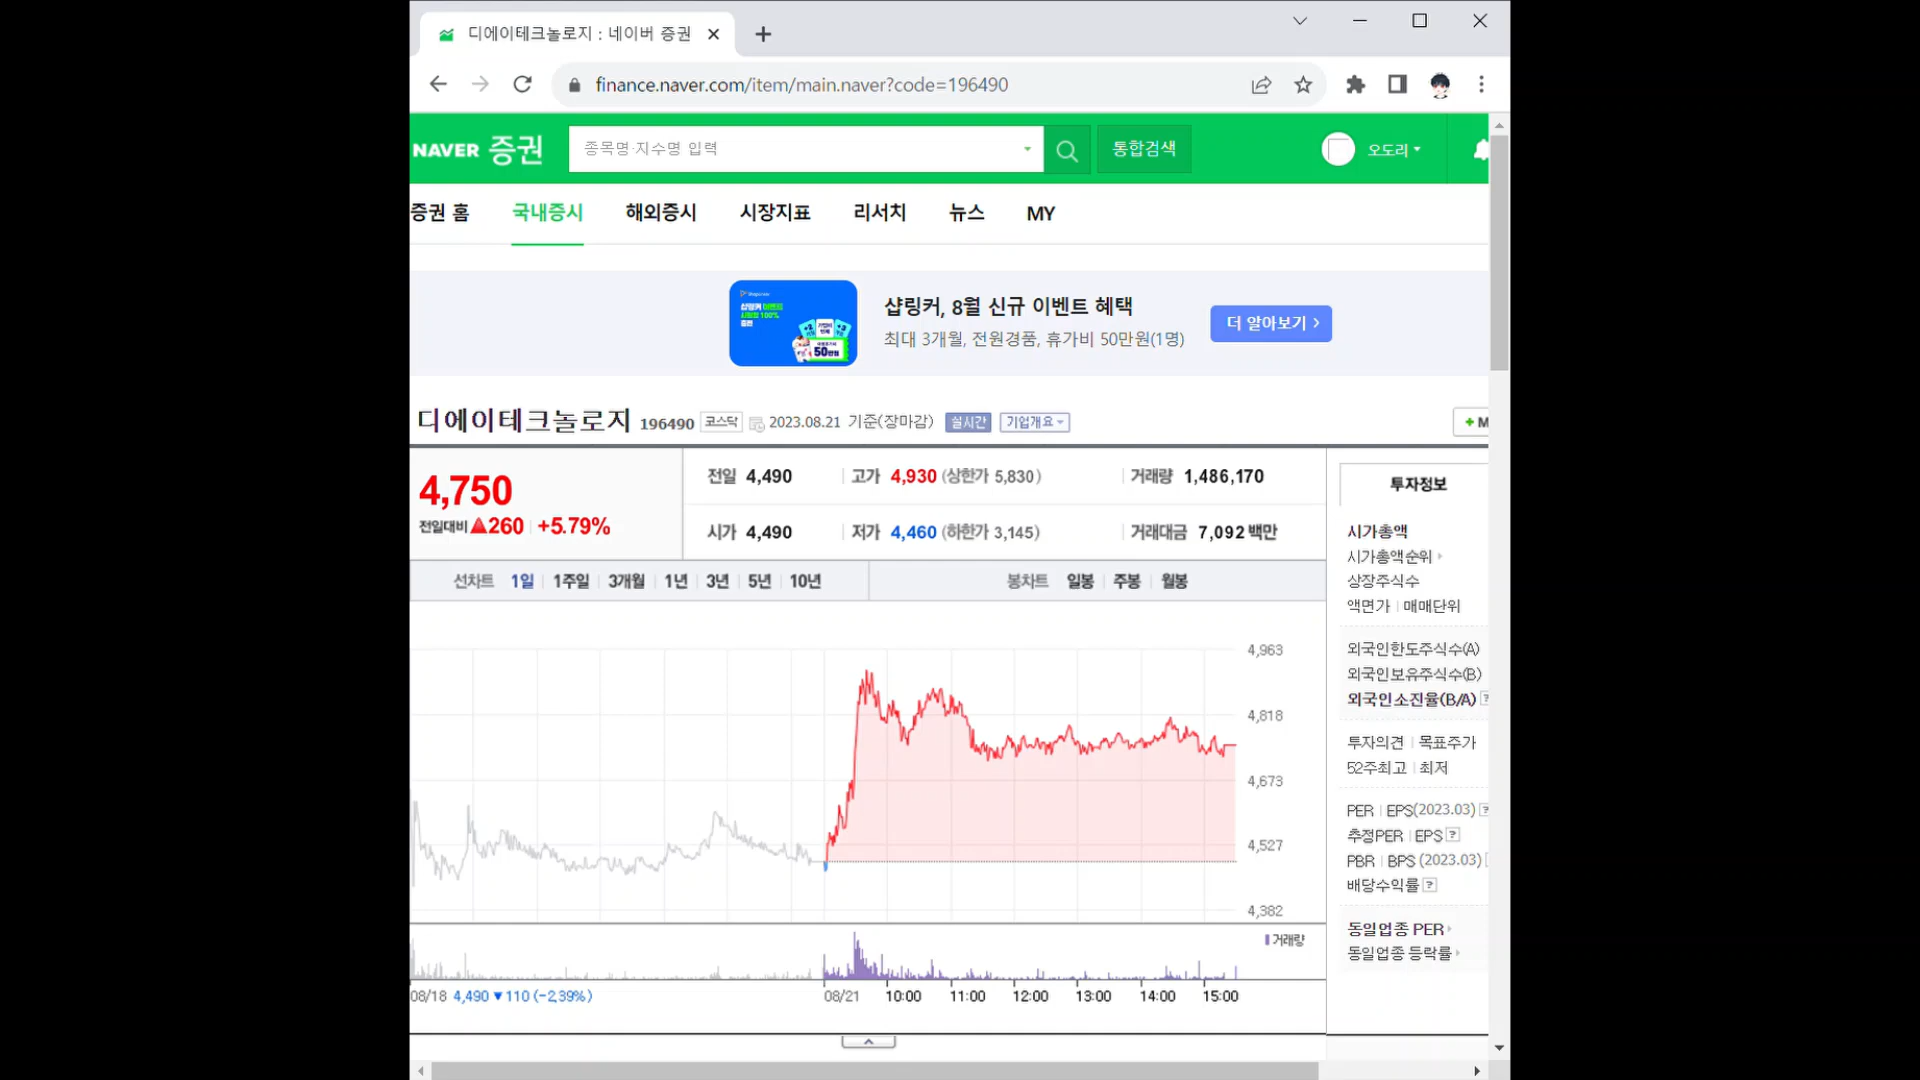 디에이테크놀로지 : 네이버 증권
finance.naver.com/item/main.naver?code=196490
NAVER 증권
종목명·지수명 입력
통합검색
오도리
증권 홈 국내증시 해외증시 시장지표 리서치 뉴스 MY
샵링커, 8월 신규 이벤트 혜택
최대 3개월, 전원경품, 휴가비 50만원(1명)
더 알아보기
50만원
디에이테크놀로지 196490 코스닥 2023.08.21 기준(장마감) 실시간 기업개요
+ M
4,750
전일대비 ▲260 +5.79%
전일 4,490 고가 4,930 (상한가 5,830) 거래량 1,486,170
시가 4,490 저가 4,460 (하한가 3,145) 거래대금 7,092 백만
선차트 1일 1주일 3개월 1년 3년 5년 10년 봉차트 일봉 주봉 월봉
4,963
4,818
4,673
4,527
4,382
거래량
08/18 4,490 ▼110 (-2.39%) 08/21 10:00 11:00 12:00 13:00 14:00 15:00
투자정보
시가총액
시가총액순위
상장주식수
액면가 매매단위
외국인한도주식수(A)
외국인보유주식수(B)
외국인소진율(B/A) ?
투자의견 목표주가
52주최고 최저
PER EPS(2023.03) ?
추정PER EPS ?
PBR BPS (2023.03)
배당수익률 ?
동일업종 PER
동일업종 등락률